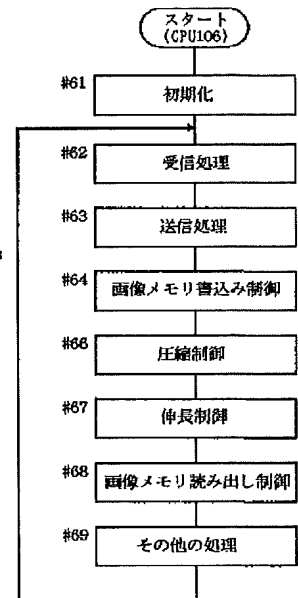 スタート
(CPU106)
#61
初期化
#62
受信処理
#63
送信処理
#64
画像メモリ書込み制御
#66
圧縮制御
#67
伸長制御
#68
画像メモリ読み出し制御
#69
その他の処理